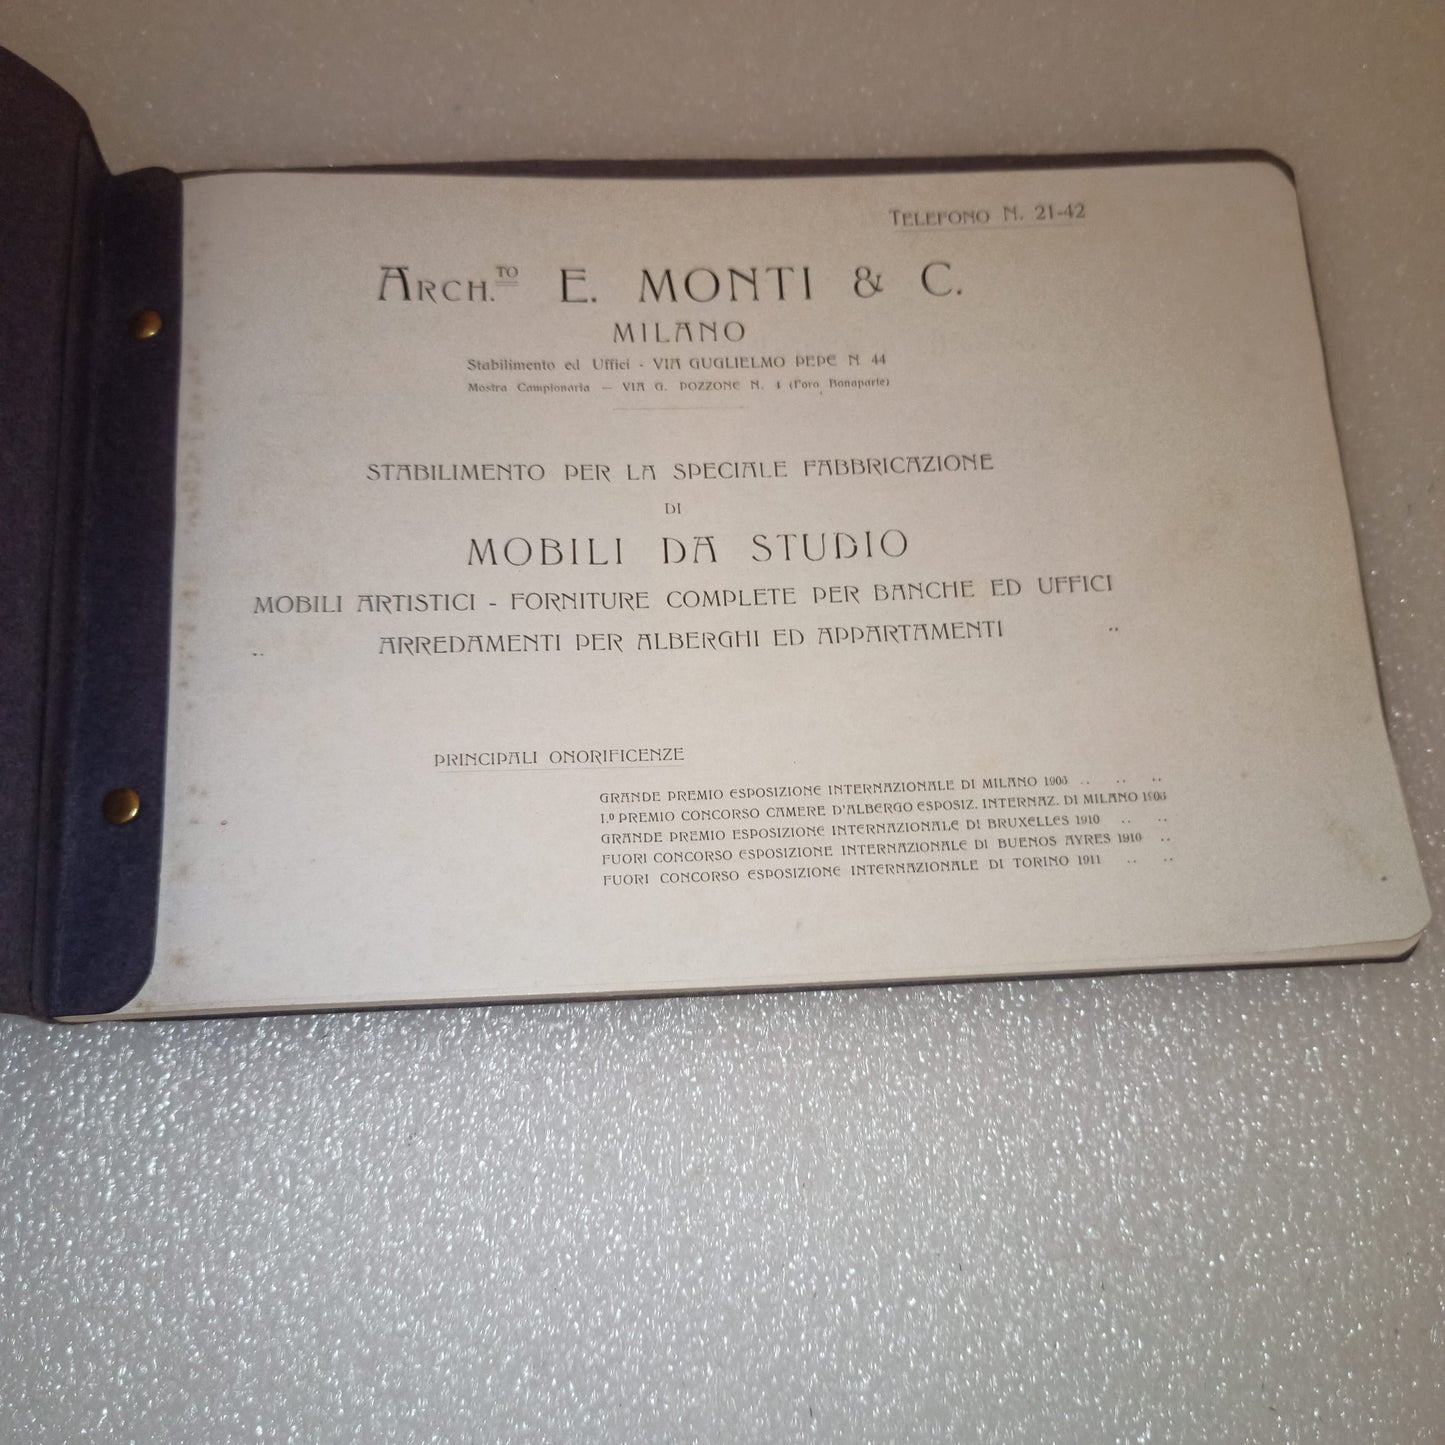 TELEFONO N. 21-42
ARCH.TO E. MONTI & C.
MILANO
Stabilimento ed Uffici - VIA GUGLIELMO PEPE N 44
Mostra Campionaria — VIA G. POZZONE N. 4 (Foro Bonaparte)
STABILIMENTO PER LA SPECIALE FABBRICAZIONE
DI
MOBILI DA STUDIO
MOBILI ARTISTICI - FORNITURE COMPLETE PER BANCHE ED UFFICI
.. ARREDAMENTI PER ALBERGHI ED APPARTAMENTI ..
PRINCIPALI ONORIFICENZE
GRANDE PREMIO ESPOSIZIONE INTERNAZIONALE DI MILANO 1906 .. .. ..
I.º PREMIO CONCORSO CAMERE D'ALBERGO ESPOSIZ. INTERNAZ. DI MILANO 1906
GRANDE PREMIO ESPOSIZIONE INTERNAZIONALE DI BRUXELLES 1910 .. ..
FUORI CONCORSO ESPOSIZIONE INTERNAZIONALE DI BUENOS AYRES 1910 ..
FUORI CONCORSO ESPOSIZIONE INTERNAZIONALE DI TORINO 1911 .. ..